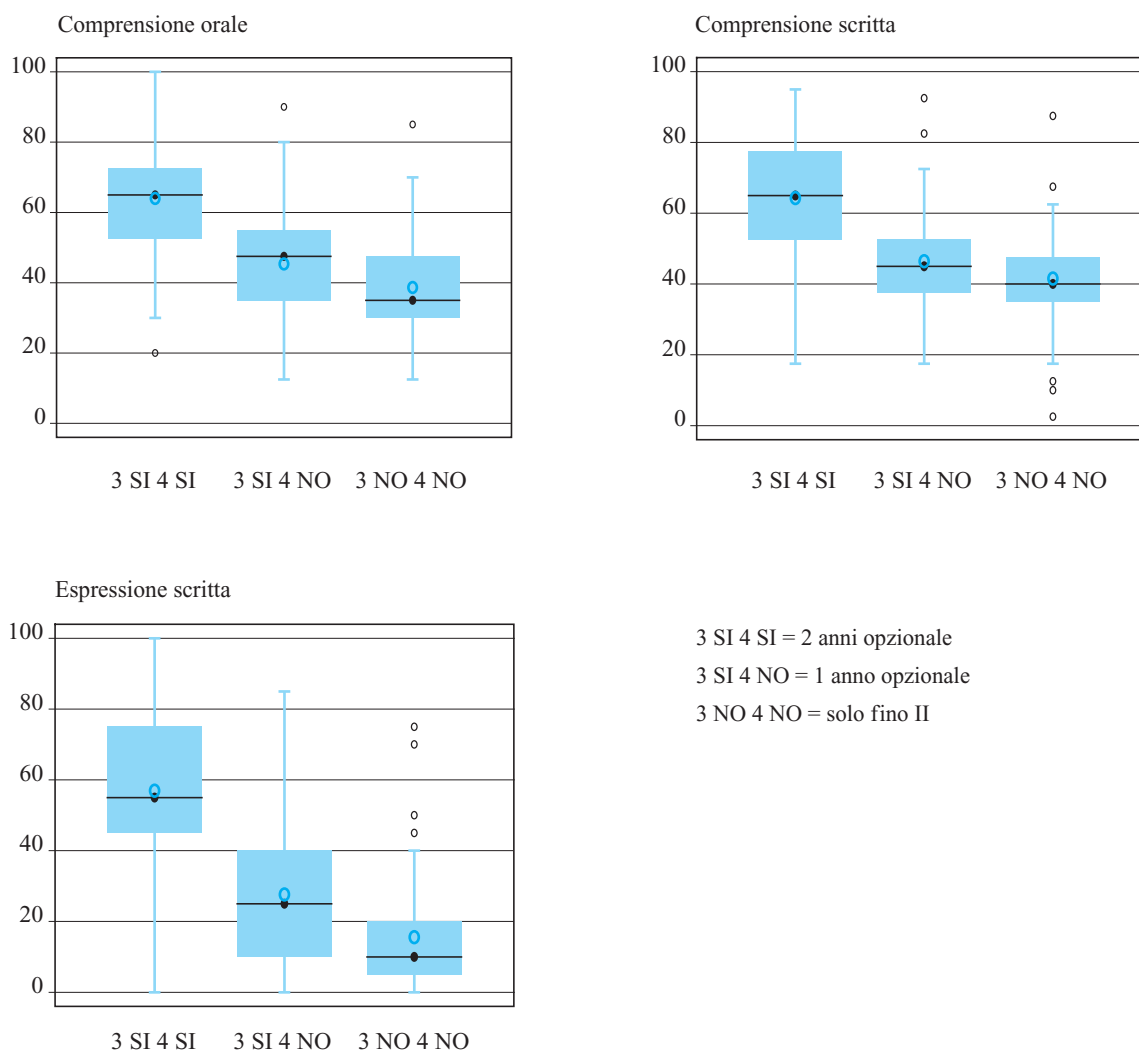 Comprensione orale
100
80
60
40
20
0
3 SI 4 SI 3 SI 4 NO 3 NO 4 NO
Comprensione scritta
100
80
60
40
20
0
3 SI 4 SI 3 SI 4 NO 3 NO 4 NO
Espressione scritta
100
80
60
40
20
0
3 SI 4 SI 3 SI 4 NO 3 NO 4 NO
3 SI 4 SI = 2 anni opzionale
3 SI 4 NO = 1 anno opzionale
3 NO 4 NO = solo fino II